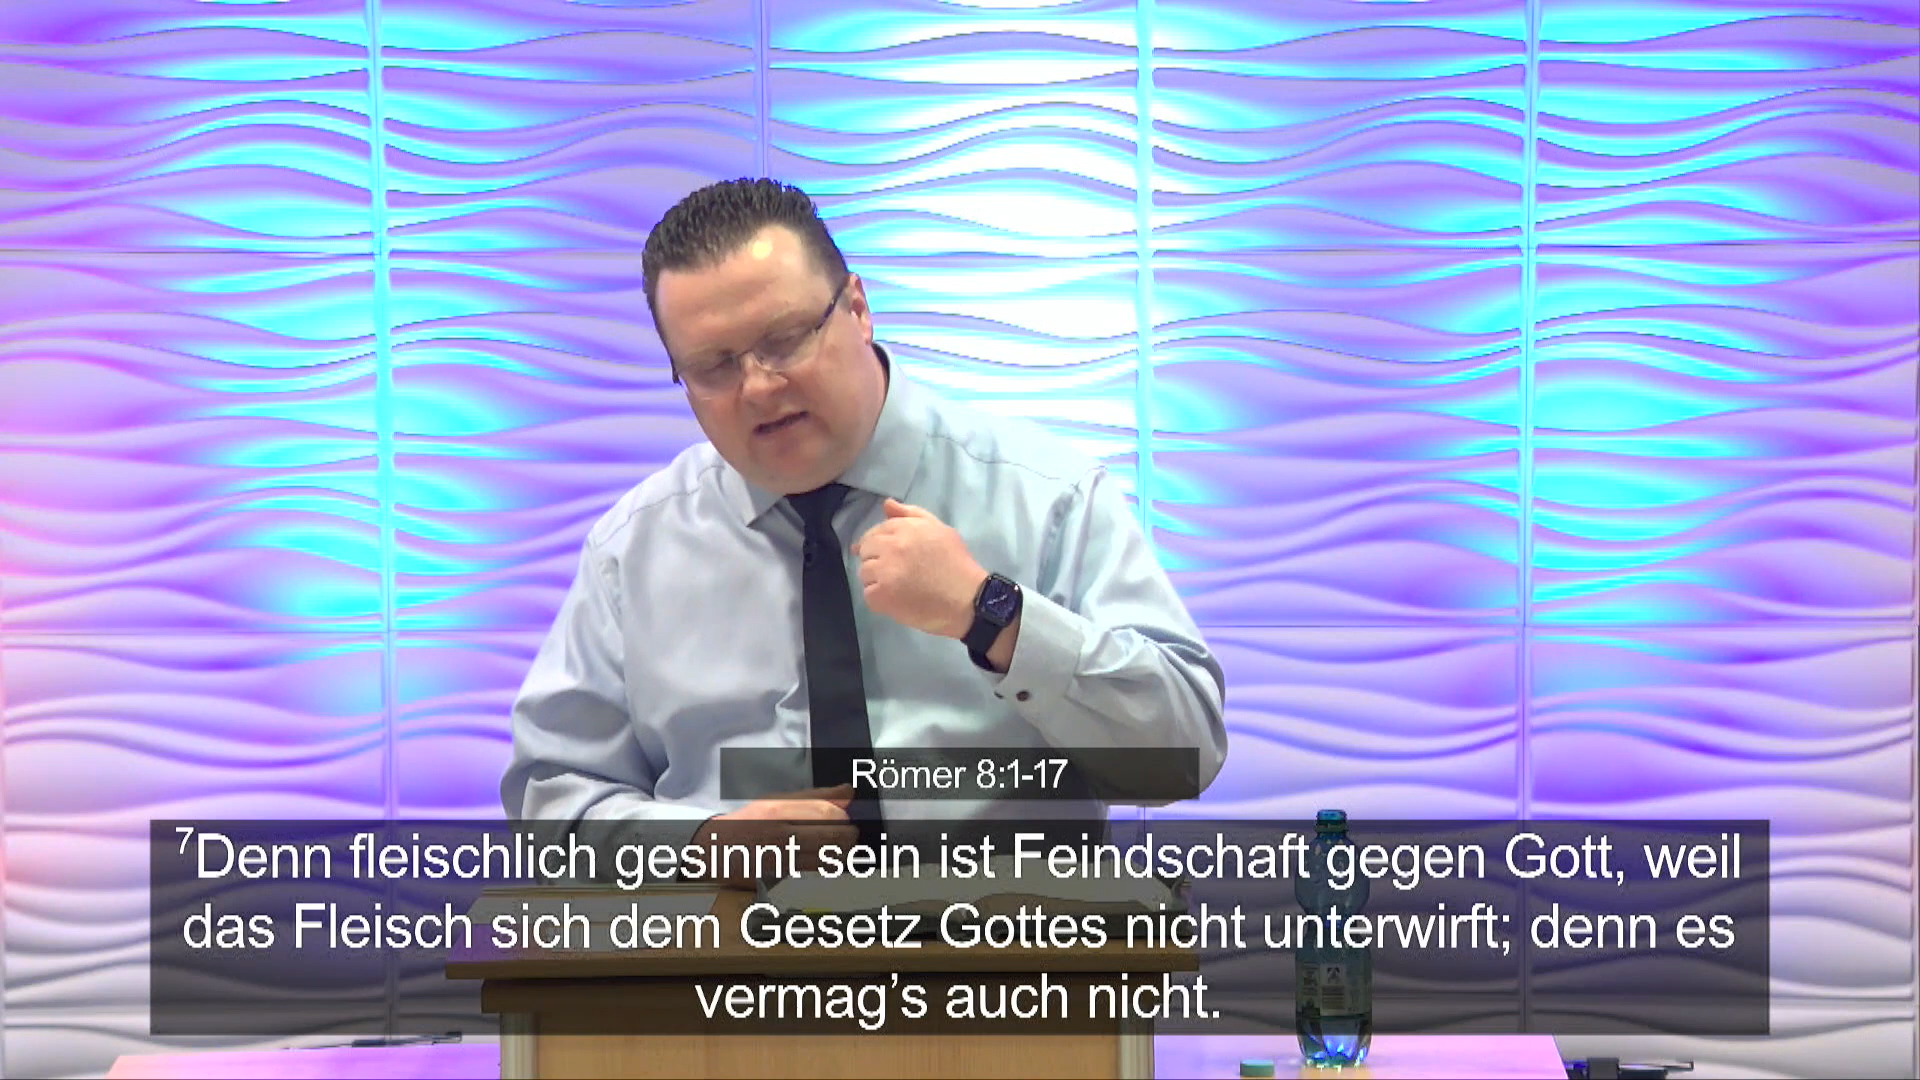 Römer 8:1-17
⁷Denn fleischlich gesinnt sein ist Feindschaft gegen Gott, weil
das Fleisch sich dem Gesetz Gottes nicht unterwirft; denn es
vermag’s auch nicht.